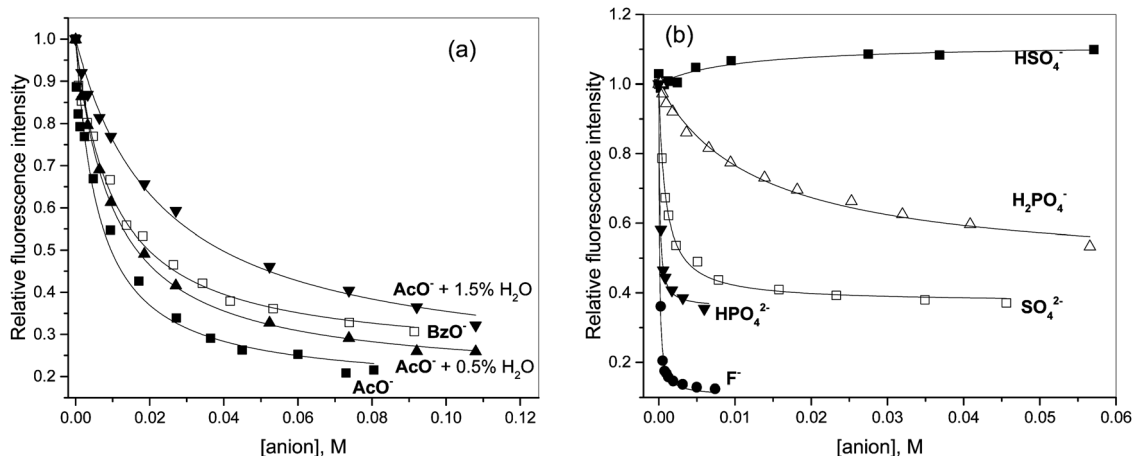 (a)
Relative fluorescence intensity
1.0
0.9
0.8
0.7
0.6
0.5
0.4
0.3
0.2
AcO⁻ + 1.5% H₂O
BzO⁻
AcO⁻ + 0.5% H₂O
AcO⁻
0.00 0.02 0.04 0.06 0.08 0.10 0.12
[anion], M
(b)
Relative fluorescence intensity
1.2
1.0
0.8
0.6
0.4
0.2
HSO₄⁻
H₂PO₄⁻
SO₄²⁻
HPO₄²⁻
F⁻
0.00 0.01 0.02 0.03 0.04 0.05 0.06
[anion], M